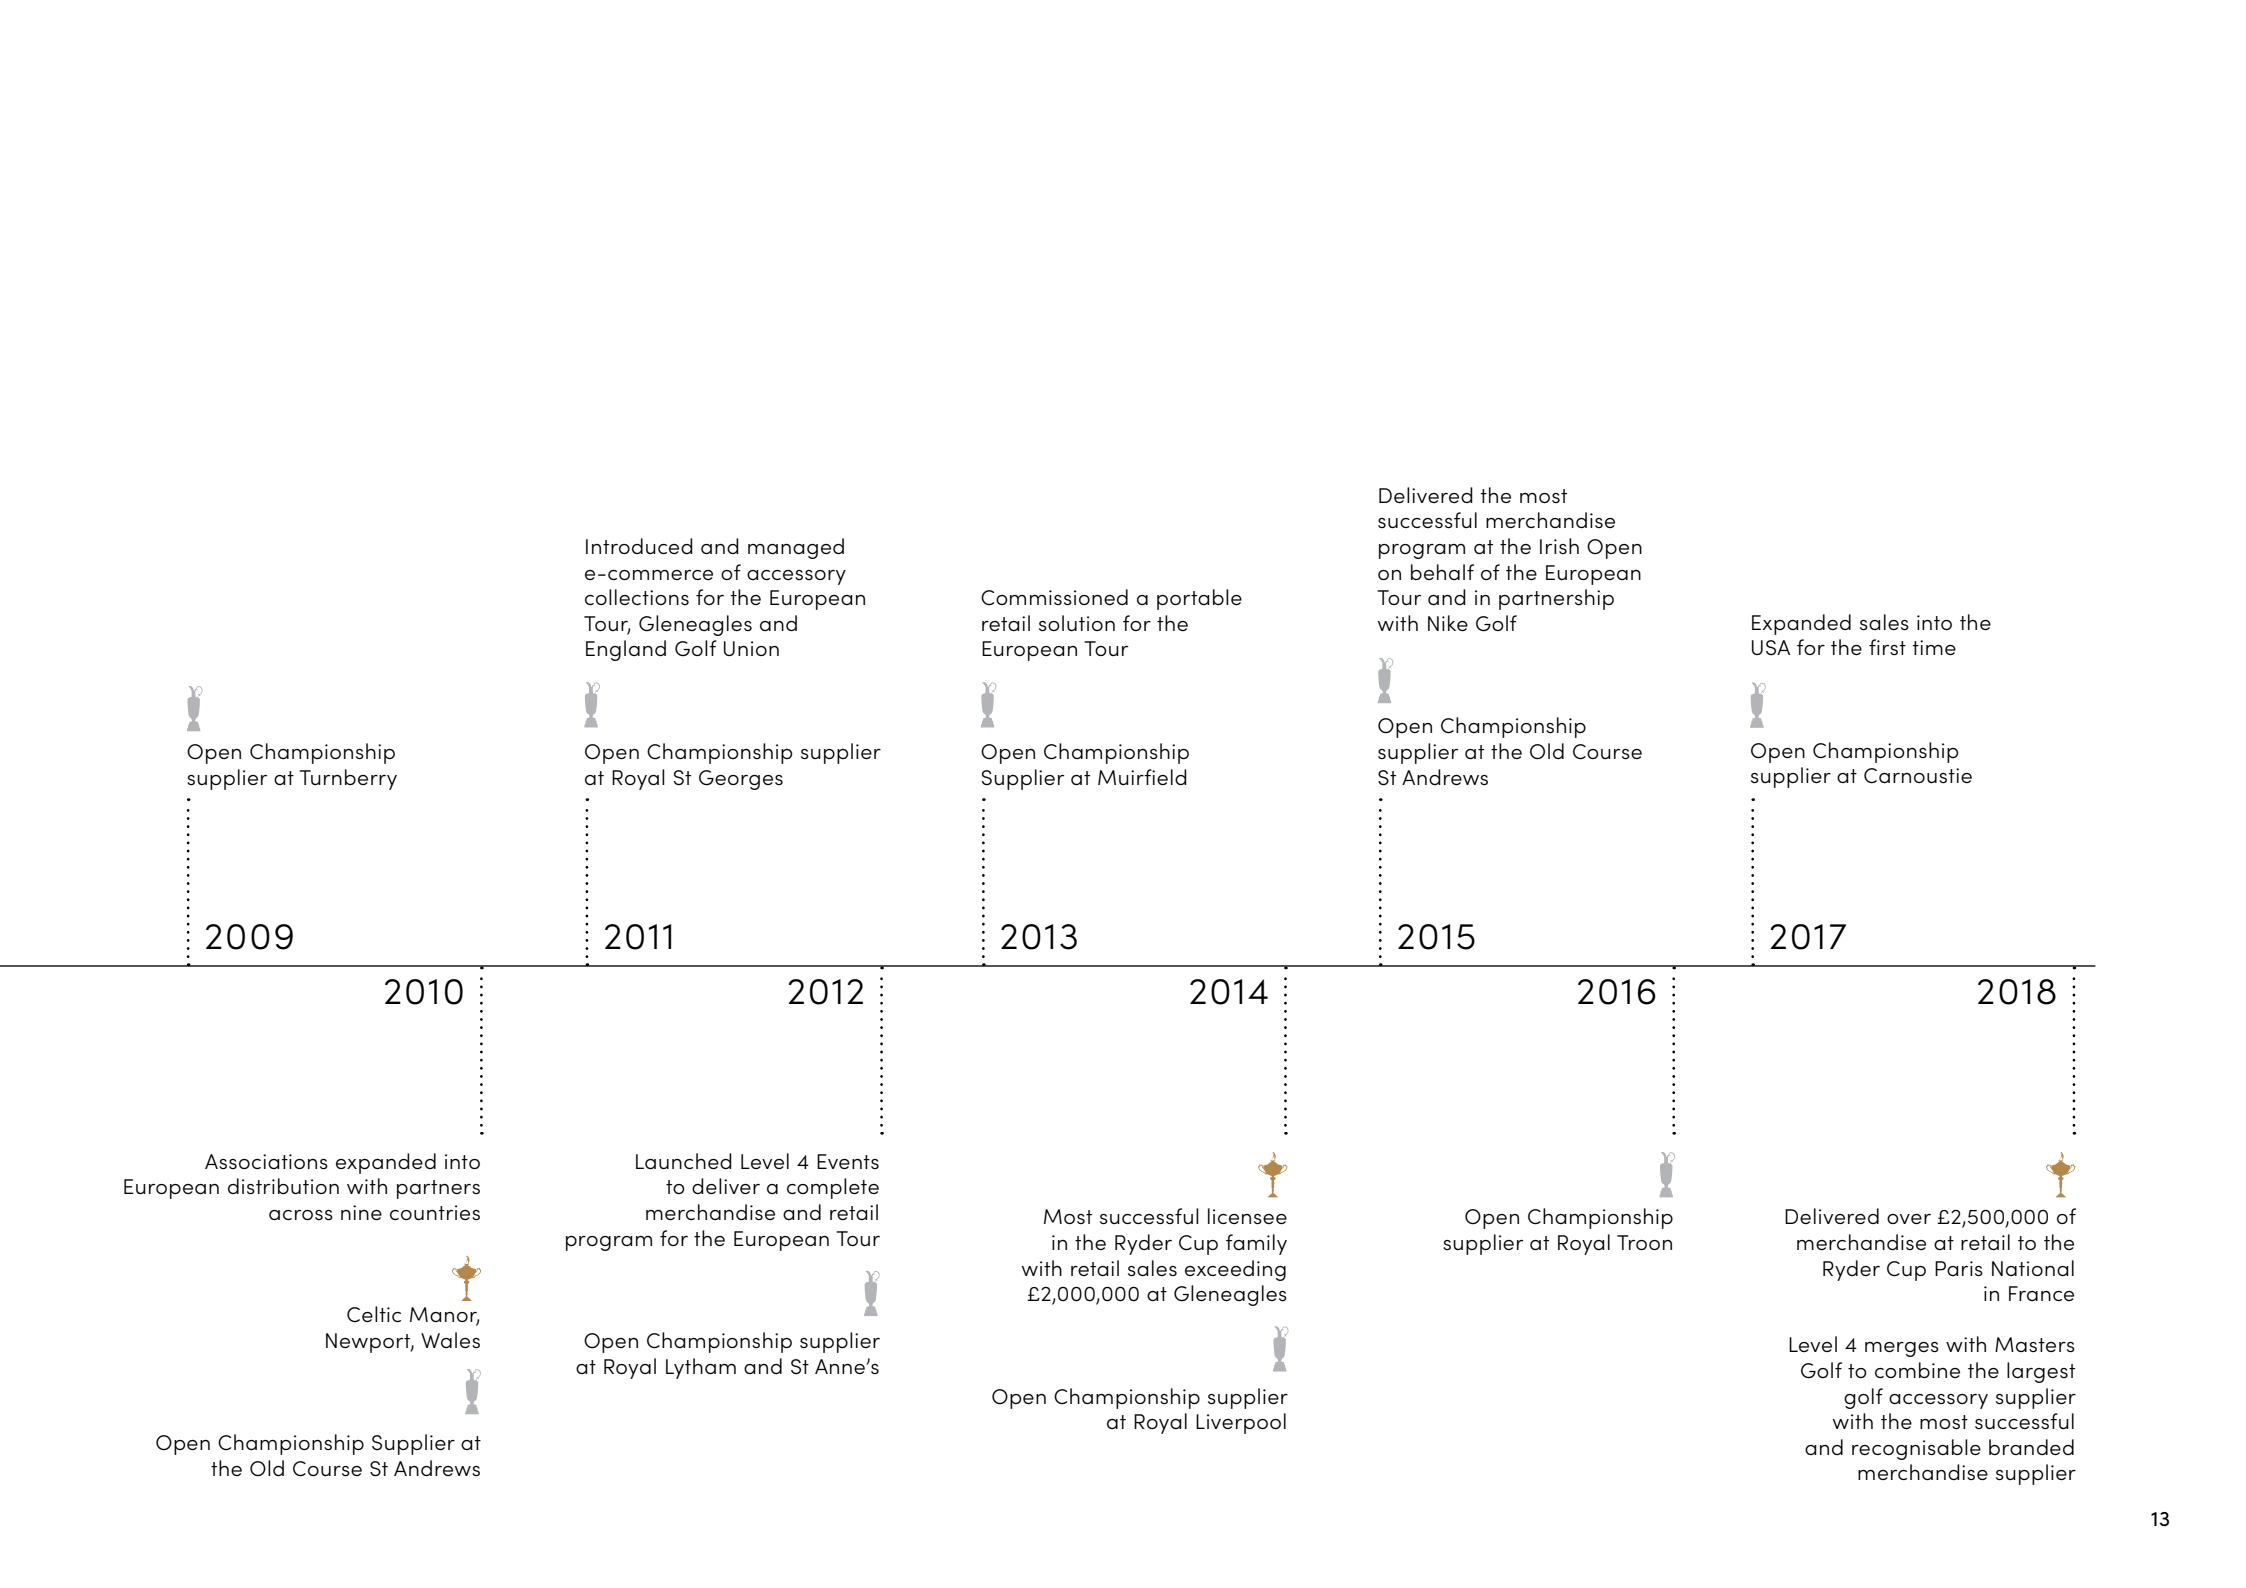 Open Championship
supplier at Turnberry
2009
Introduced and managed
e-commerce of accessory
collections for the European
Tour, Gleneagles and
England Golf Union
Open Championship supplier
at Royal St Georges
2011
Commissioned a portable
retail solution for the
European Tour
Open Championship
Supplier at Muirfield
2013
Delivered the most
successful merchandise
program at the Irish Open
on behalf of the European
Tour and in partnership
with Nike Golf
Open Championship
supplier at the Old Course
St Andrews
2015
Expanded sales into the
USA for the first time
Open Championship
supplier at Carnoustie
2017
2010
Associations expanded into
European distribution with partners
across nine countries
Celtic Manor,
Newport, Wales
Open Championship Supplier at
the Old Course St Andrews
2012
Launched Level 4 Events
to deliver a complete
merchandise and retail
program for the European Tour
Open Championship supplier
at Royal Lytham and St Anne’s
2014
Most successful licensee
in the Ryder Cup family
with retail sales exceeding
£2,000,000 at Gleneagles
Open Championship supplier
at Royal Liverpool
2016
Open Championship
supplier at Royal Troon
2018
Delivered over £2,500,000 of
merchandise at retail to the
Ryder Cup Paris National
in France
Level 4 merges with Masters
Golf to combine the largest
golf accessory supplier
with the most successful
and recognisable branded
merchandise supplier
13